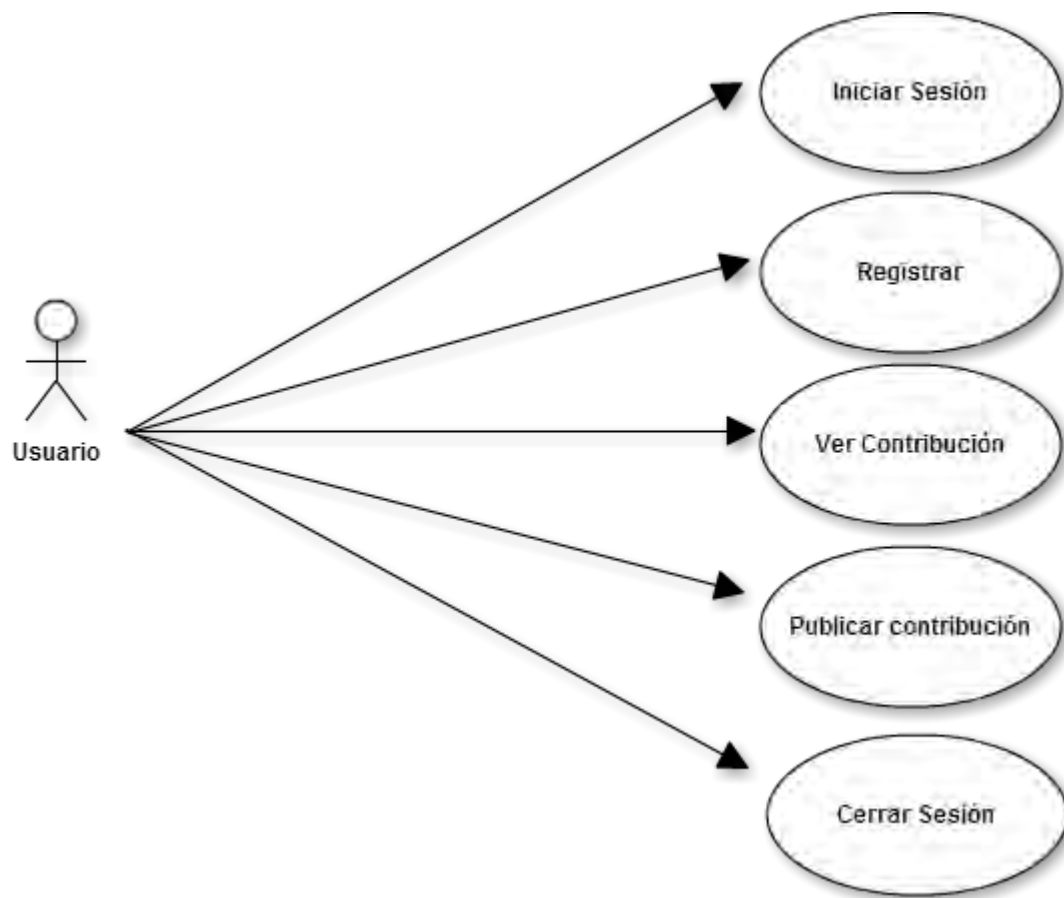 Iniciar Sesión
Registrar
Usuario
Ver Contribución
Publicar contribución
Cerrar Sesión